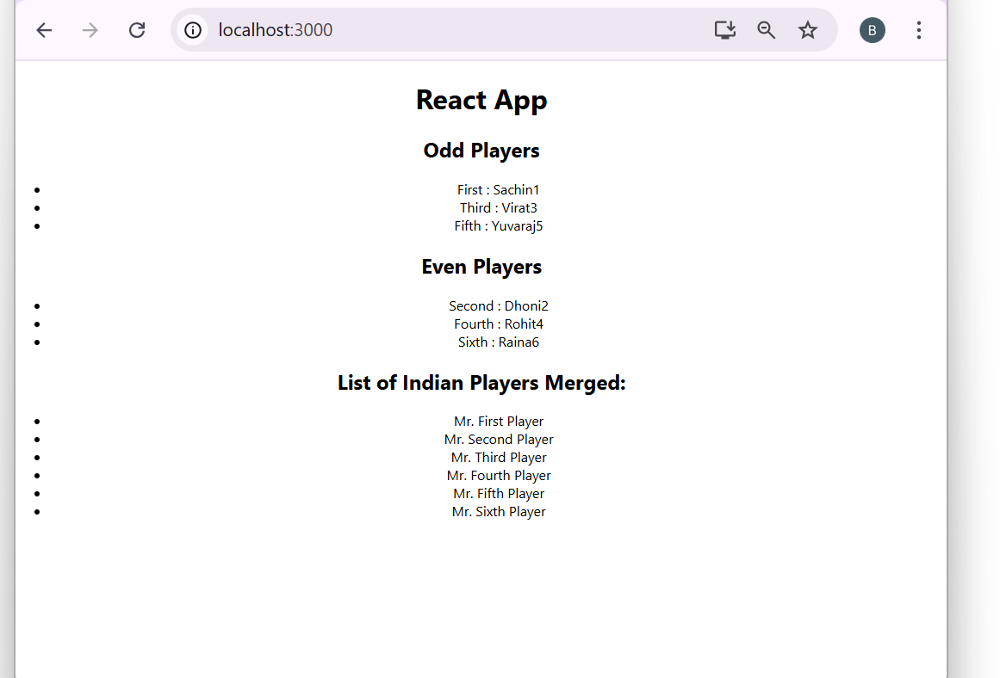 localhost:3000
B
React App
Odd Players
First : Sachin1
Third : Virat3
Fifth : Yuvaraj5
Even Players
Second : Dhoni2
Fourth : Rohit4
Sixth : Raina6
List of Indian Players Merged:
Mr. First Player
Mr. Second Player
Mr. Third Player
Mr. Fourth Player
Mr. Fifth Player
Mr. Sixth Player